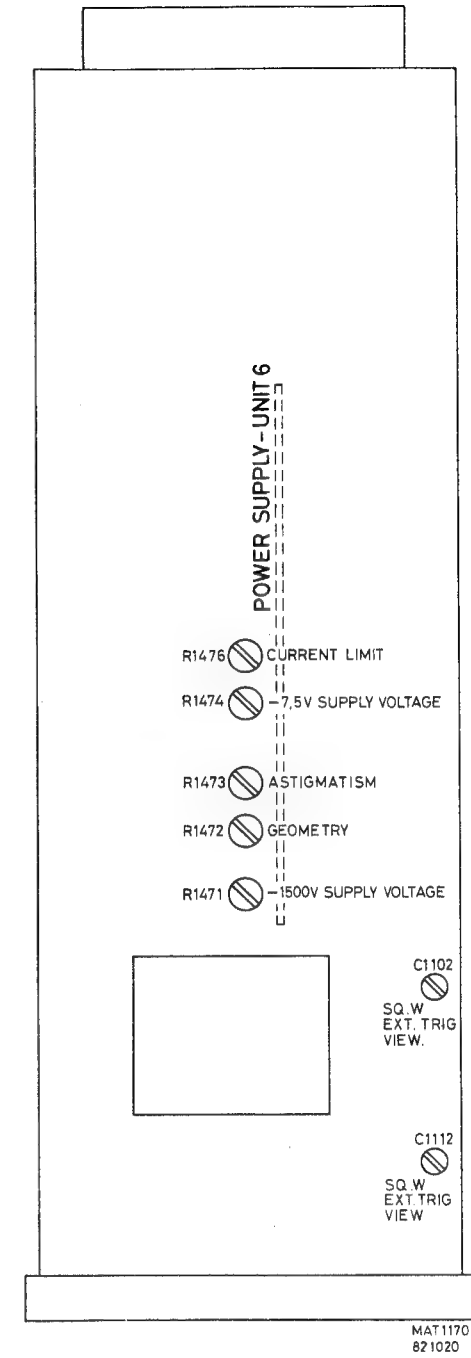 POWER SUPPLY-UNIT 6
R1476 CURRENT LIMIT
R1474 -7,5V SUPPLY VOLTAGE
R1473 ASTIGMATISM
R1472 GEOMETRY
R1471 -1500V SUPPLY VOLTAGE
C1102
SQ.W
EXT. TRIG
VIEW.
C1112
SQ.W
EXT.TRIG
VIEW
MAT1170
821020